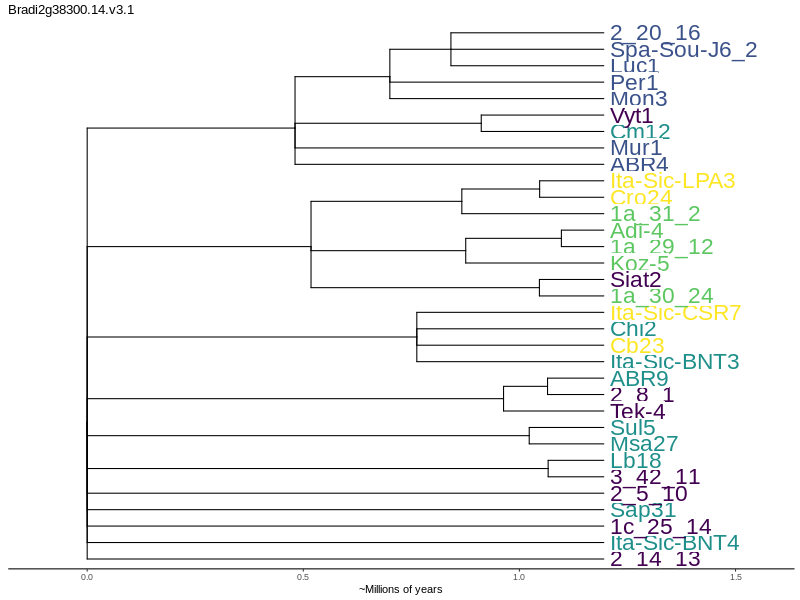 Bradi2g38300.14.v3.1
2_20_16
Spa-Sou-J6_2
Luc1
Per1
Mon3
Vyt1
Cm12
Mur1
ABR4
Ita-Sic-LPA3
Cro24
1a_31_2
Adi-4
1a_29_12
Koz-5
Siat2
1a_30_24
Ita-Sic-CSR7
Chi2
Cb23
Ita-Sic-BNT3
ABR9
2_8_1
Tek-4
Sul5
Msa27
Lb18
3_42_11
2_5_10
Sap31
1c_25_14
Ita-Sic-BNT4
2_14_13
0.0 0.5 1.0 1.5
~Millions of years